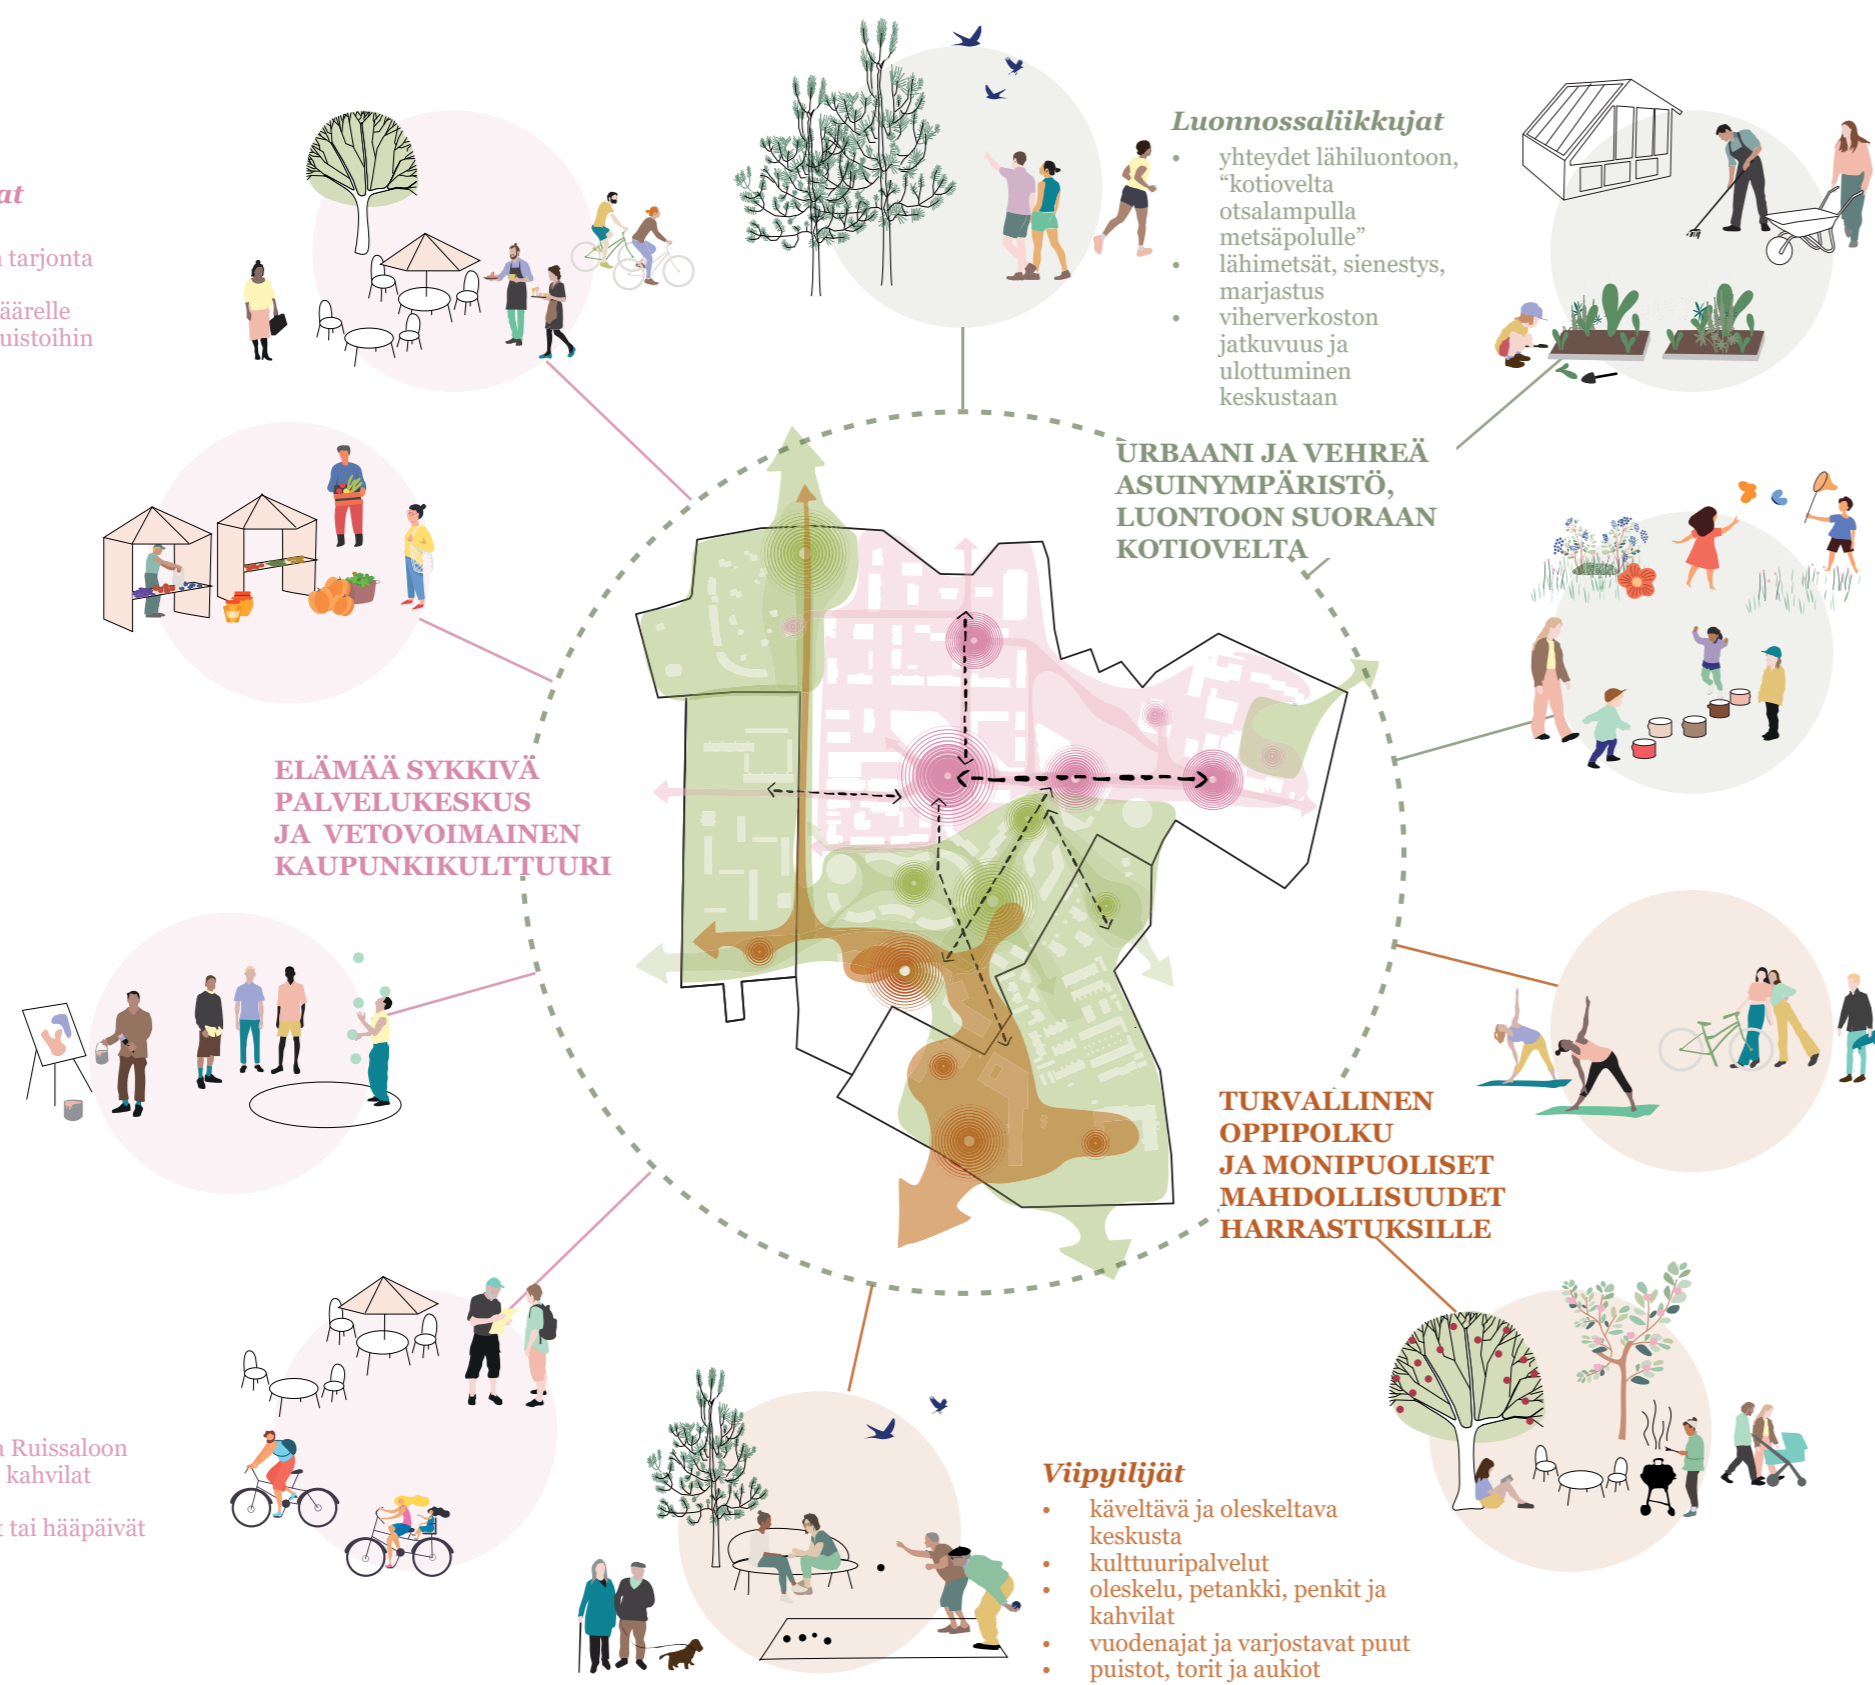 at
tarjonta
äärelle
uistoihin
Luonnossaliikkujat
• yhteydet lähiluontoon,
“kotiovelta
otsalampulla
metsäpolulle”
• lähimetsät, sienestys,
marjastus
• viherverkoston
jatkuvuus ja
ulottuminen
keskustaan
URBAANI JA VEHREÄ
ASUINYMPÄRISTÖ,
LUONTOON SUORAAN
KOTIOVELTA
ELÄMÄÄ SYKKIVÄ
PALVELUKESKUS
JA VETOVOIMAINEN
KAUPUNKIKULTTUURI
TURVALLINEN
OPPIPOLKU
JA MONIPUOLISET
MAHDOLLISUUDET
HARRASTUKSILLE
a Ruissaloon
kahvilat
t tai hääpäivät
Viipyilijät
• käveltävä ja oleskeltava
keskusta
• kulttuuripalvelut
• oleskelu, petankki, penkit ja
kahvilat
• vuodenajat ja varjostavat puut
• puistot, torit ja aukiot